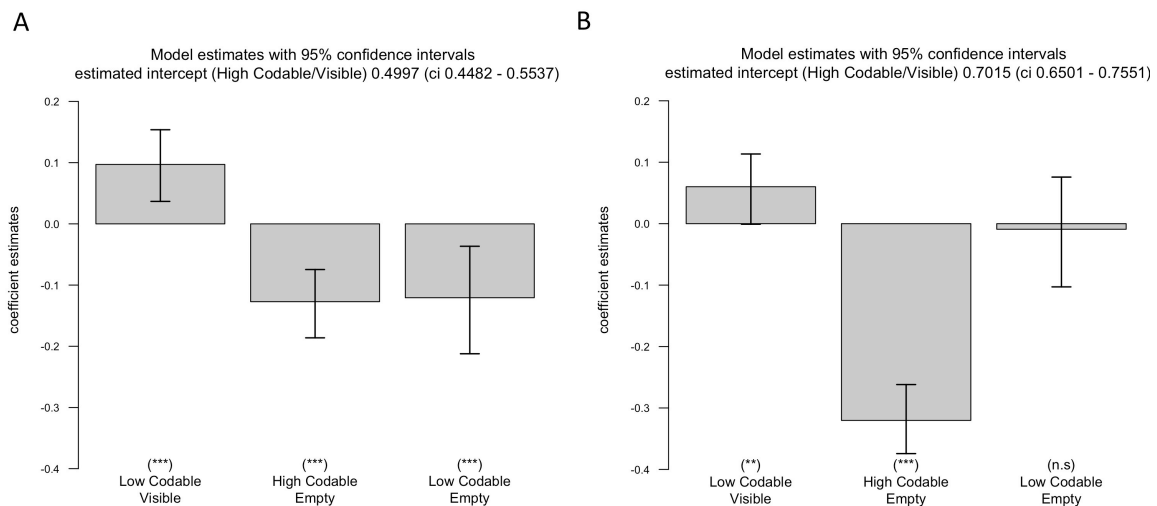 A
Model estimates with 95% confidence intervals
estimated intercept (High Codable/Visible) 0.4997 (ci 0.4482 - 0.5537)
coefficient estimates
0.2
0.1
0.0
-0.1
-0.2
-0.3
-0.4
(***)
Low Codable
Visible
(***)
High Codable
Empty
(***)
Low Codable
Empty
B
Model estimates with 95% confidence intervals
estimated intercept (High Codable/Visible) 0.7015 (ci 0.6501 - 0.7551)
coefficient estimates
0.2
0.1
0.0
-0.1
-0.2
-0.3
-0.4
(**)
Low Codable
Visible
(***)
High Codable
Empty
(n.s)
Low Codable
Empty